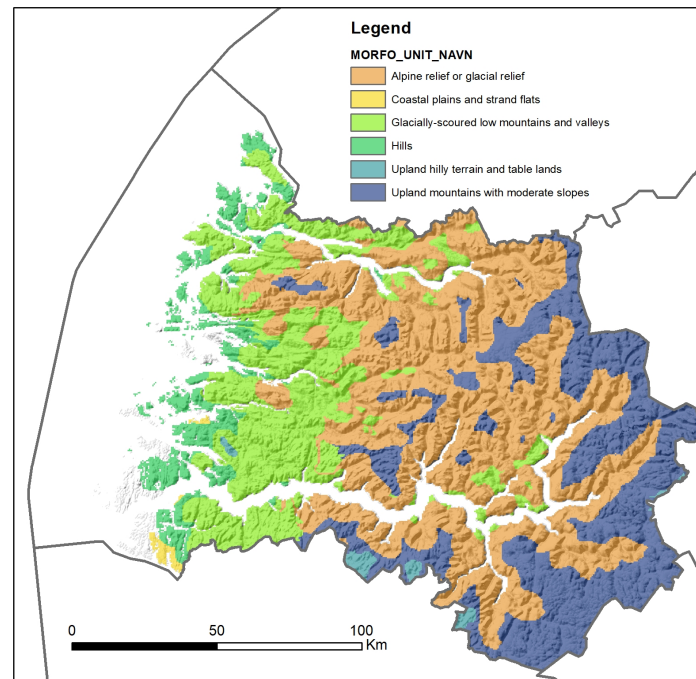 Legend
MORFO_UNIT_NAVN
Alpine relief or glacial relief
Coastal plains and strand flats
Glacially-scoured low mountains and valleys
Hills
Upland hilly terrain and table lands
Upland mountains with moderate slopes
0 50 100
Km